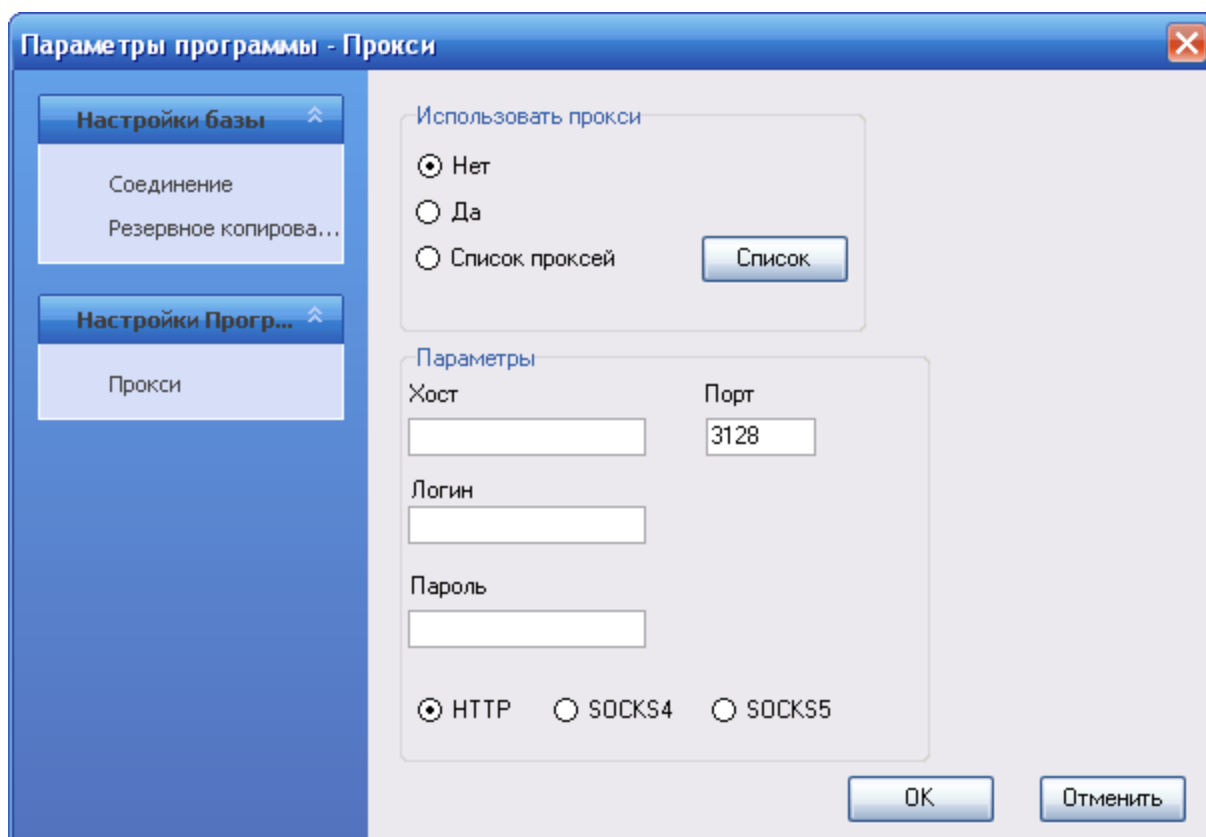 Параметры программы - Прокси
Настройки базы
Соединение
Резервное копирова...
Настройки Прогр...
Прокси
Использовать прокси
Нет
Да
Список проксей
Список
Параметры
Хост
Порт
3128
Логин
Пароль
HTTP SOCKS4 SOCKS5
OK
Отменить